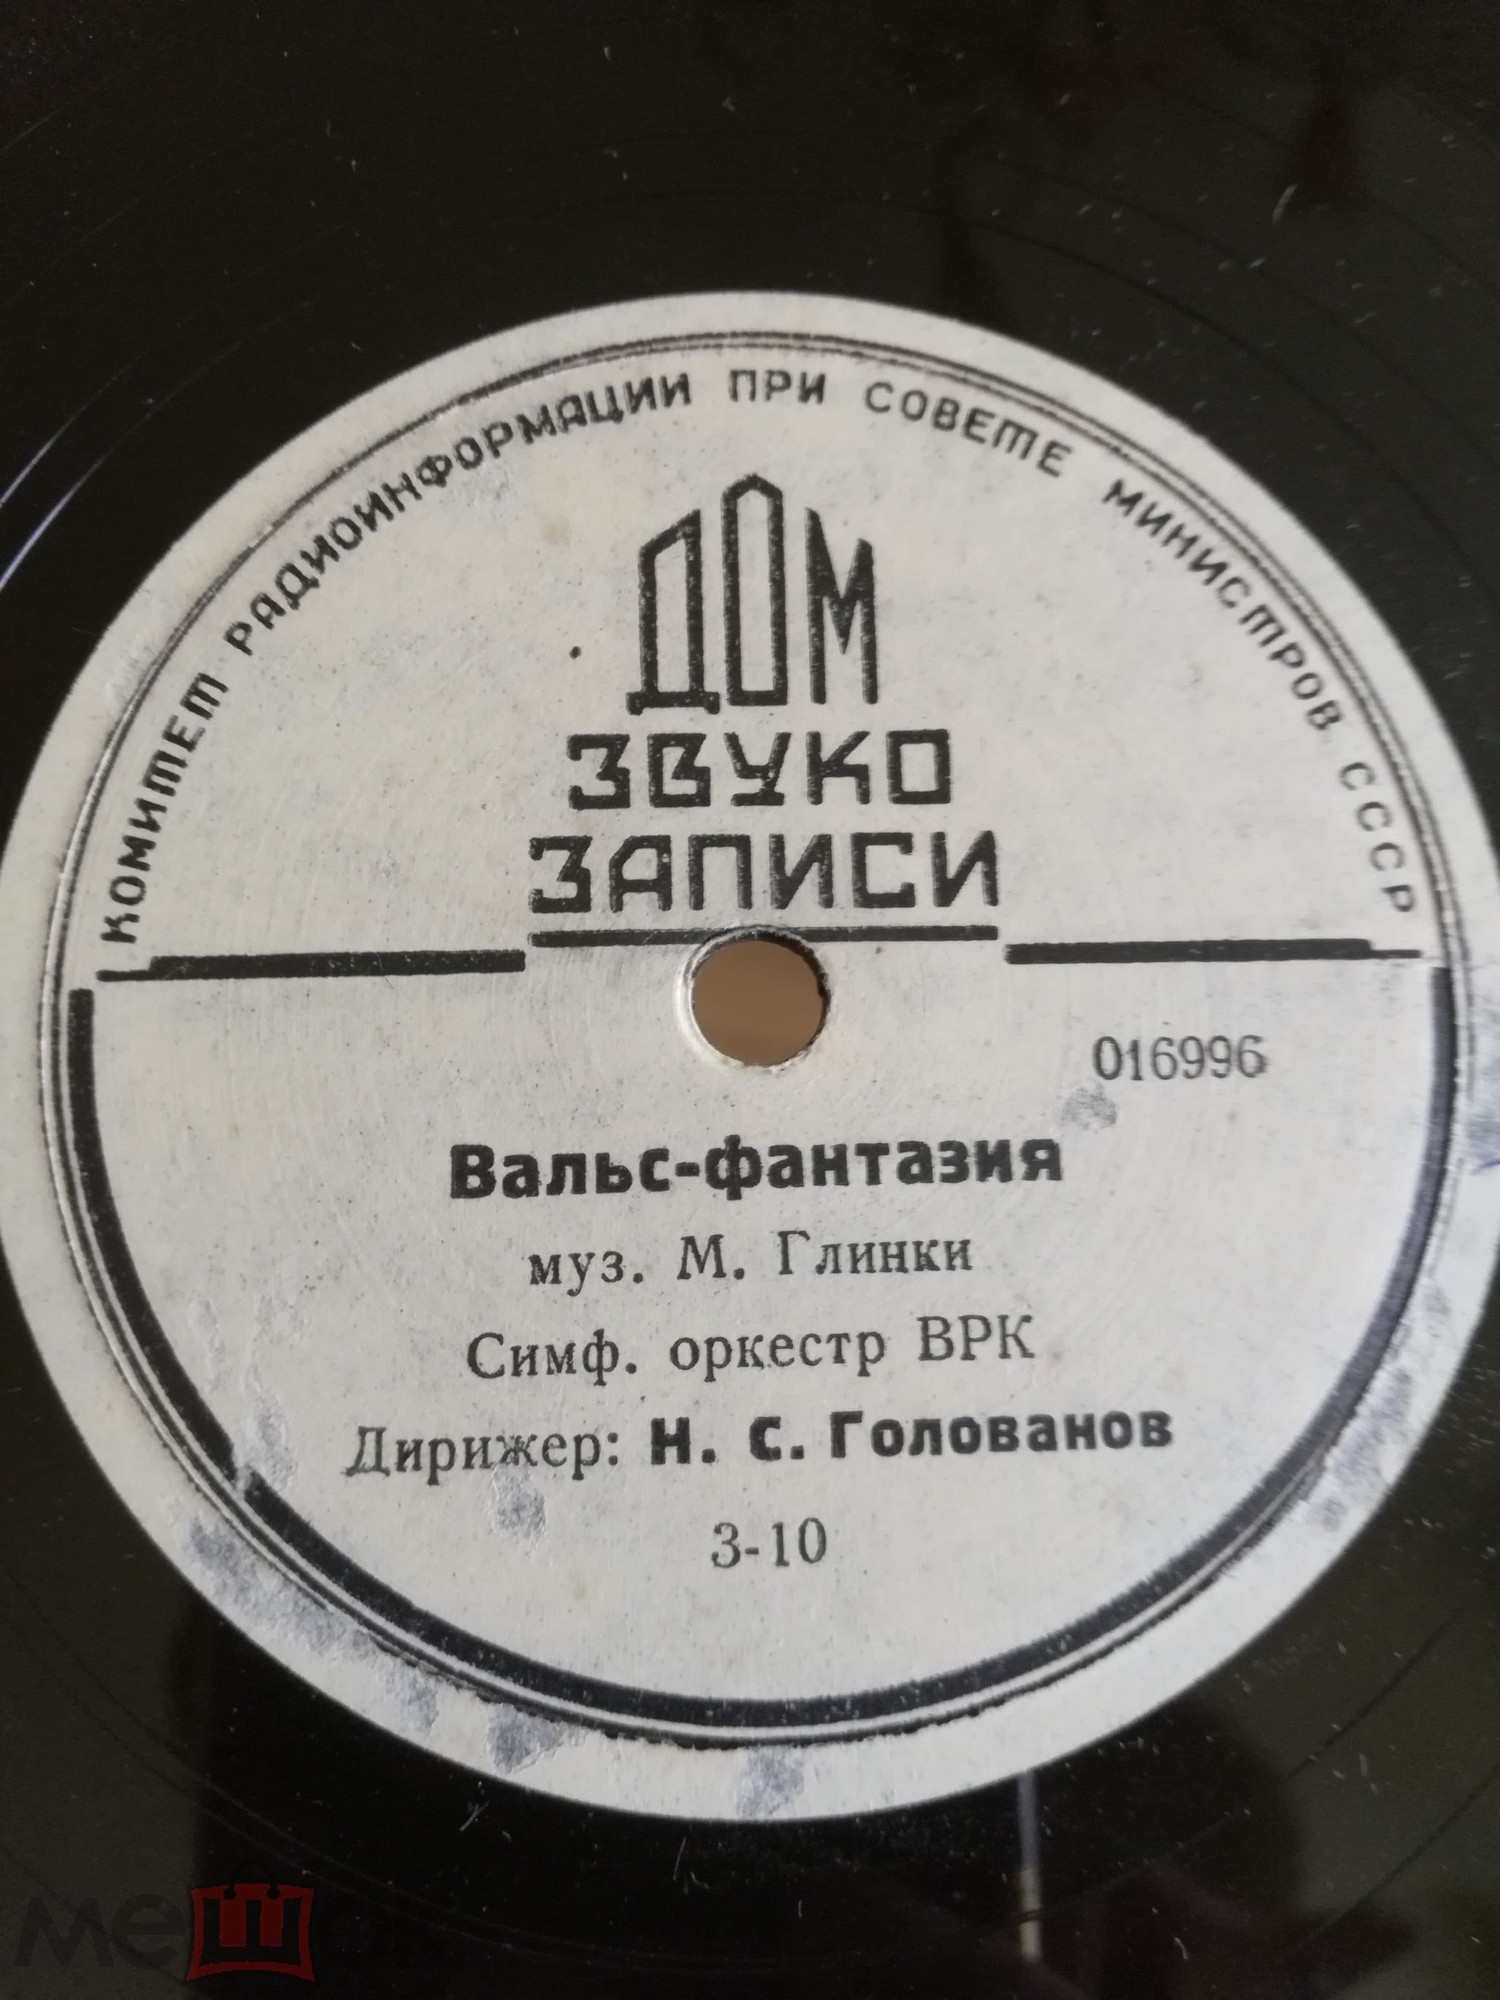 КОМИТЕТ РАДИОИНФОРМАЦИИ ПРИ СОВЕТЕ МИНИСТРОВ СССР
ДОМ
ЗВУКО
ЗАПИСИ
016996
Вальс-фантазия
муз. М. Глинки
Симф. оркестр ВРК
Дирижер: Н. С. Голованов
3-10
мешок